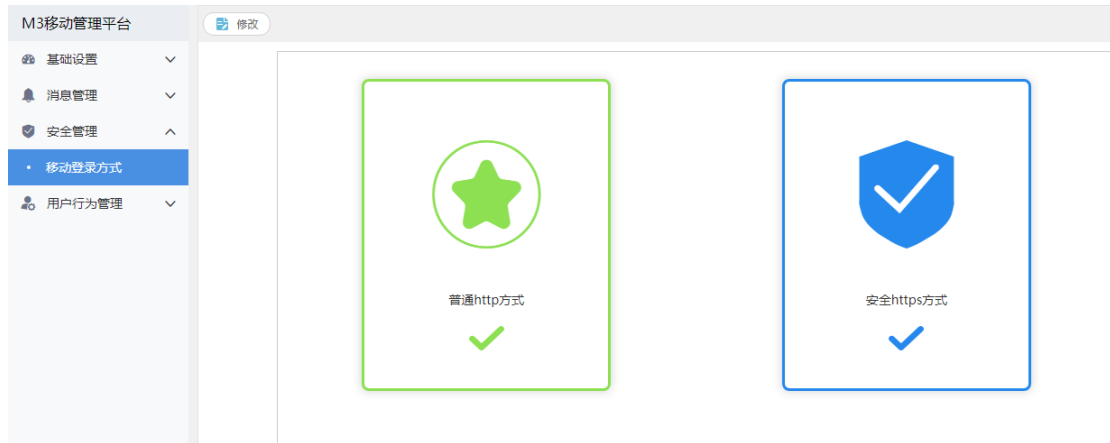 M3移动管理平台
修改
基础设置
消息管理
安全管理
移动登录方式
用户行为管理
普通http方式
安全https方式